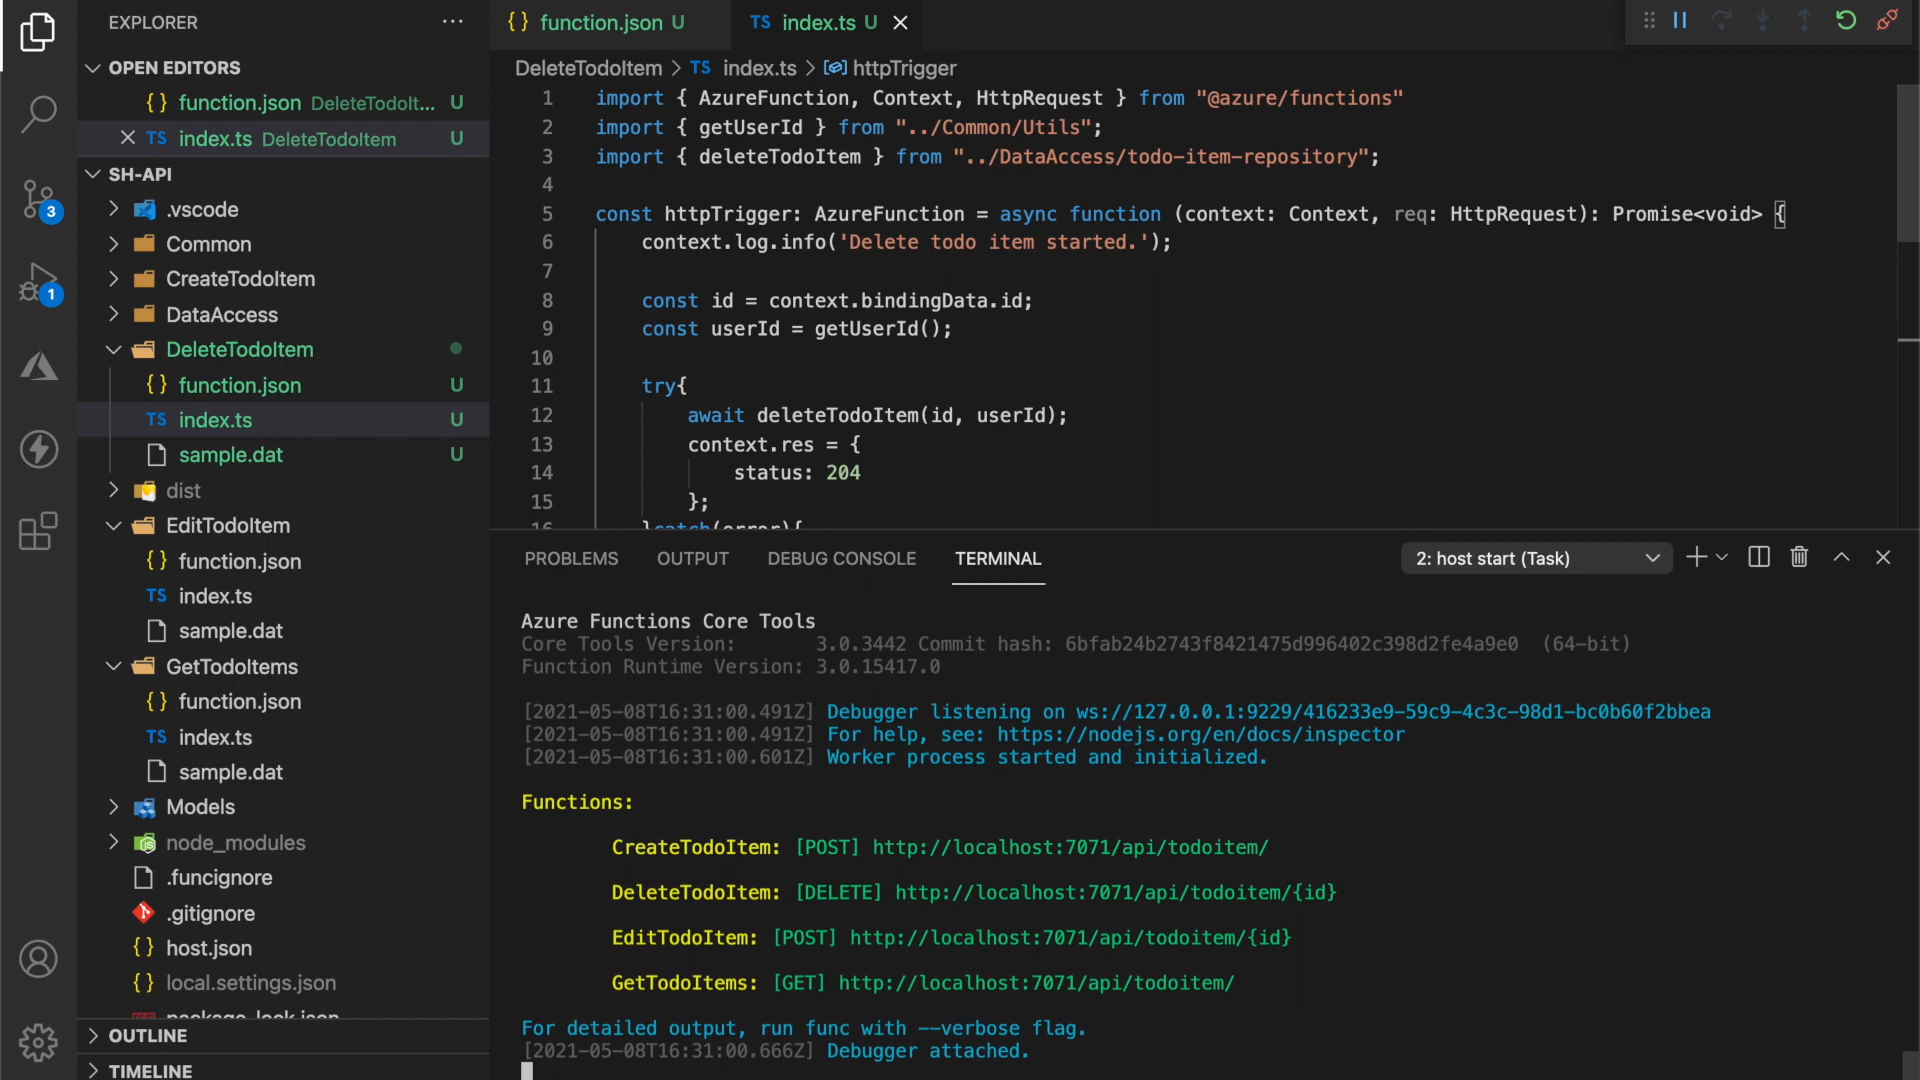 EXPLORER
OPEN EDITORS
{} function.json DeleteTodoIt... U
TS index.ts DeleteTodoItem U
SH-API
.vscode
Common
CreateTodoItem
DataAccess
DeleteTodoItem
{} function.json U
TS index.ts U
sample.dat U
dist
EditTodoItem
{} function.json
TS index.ts
sample.dat
GetTodoItems
{} function.json
TS index.ts
sample.dat
Models
node_modules
.funcignore
.gitignore
{} host.json
{} local.settings.json
package-lock.json
OUTLINE
TIMELINE
3
1
{} function.json U
TS index.ts U
DeleteTodoItem > TS index.ts > httpTrigger
1 import { AzureFunction, Context, HttpRequest } from "@azure/functions"
2 import { getUserId } from "../Common/Utils";
3 import { deleteTodoItem } from "../DataAccess/todo-item-repository";
4
5 const httpTrigger: AzureFunction = async function (context: Context, req: HttpRequest): Promise<void> {
6 context.log.info('Delete todo item started.');
7
8 const id = context.bindingData.id;
9 const userId = getUserId();
10
11 try{
12 await deleteTodoItem(id, userId);
13 context.res = {
14 status: 204
15 };
16 }catch(error){
PROBLEMS OUTPUT DEBUG CONSOLE TERMINAL 2: host start (Task)
Azure Functions Core Tools
Core Tools Version: 3.0.3442 Commit hash: 6bfab24b2743f8421475d996402c398d2fe4a9e0 (64-bit)
Function Runtime Version: 3.0.15417.0
[2021-05-08T16:31:00.491Z] Debugger listening on ws://127.0.0.1:9229/416233e9-59c9-4c3c-98d1-bc0b60f2bbea
[2021-05-08T16:31:00.491Z] For help, see: https://nodejs.org/en/docs/inspector
[2021-05-08T16:31:00.601Z] Worker process started and initialized.
Functions:
CreateTodoItem: [POST] http://localhost:7071/api/todoitem/
DeleteTodoItem: [DELETE] http://localhost:7071/api/todoitem/{id}
EditTodoItem: [POST] http://localhost:7071/api/todoitem/{id}
GetTodoItems: [GET] http://localhost:7071/api/todoitem/
For detailed output, run func with --verbose flag.
[2021-05-08T16:31:00.666Z] Debugger attached.